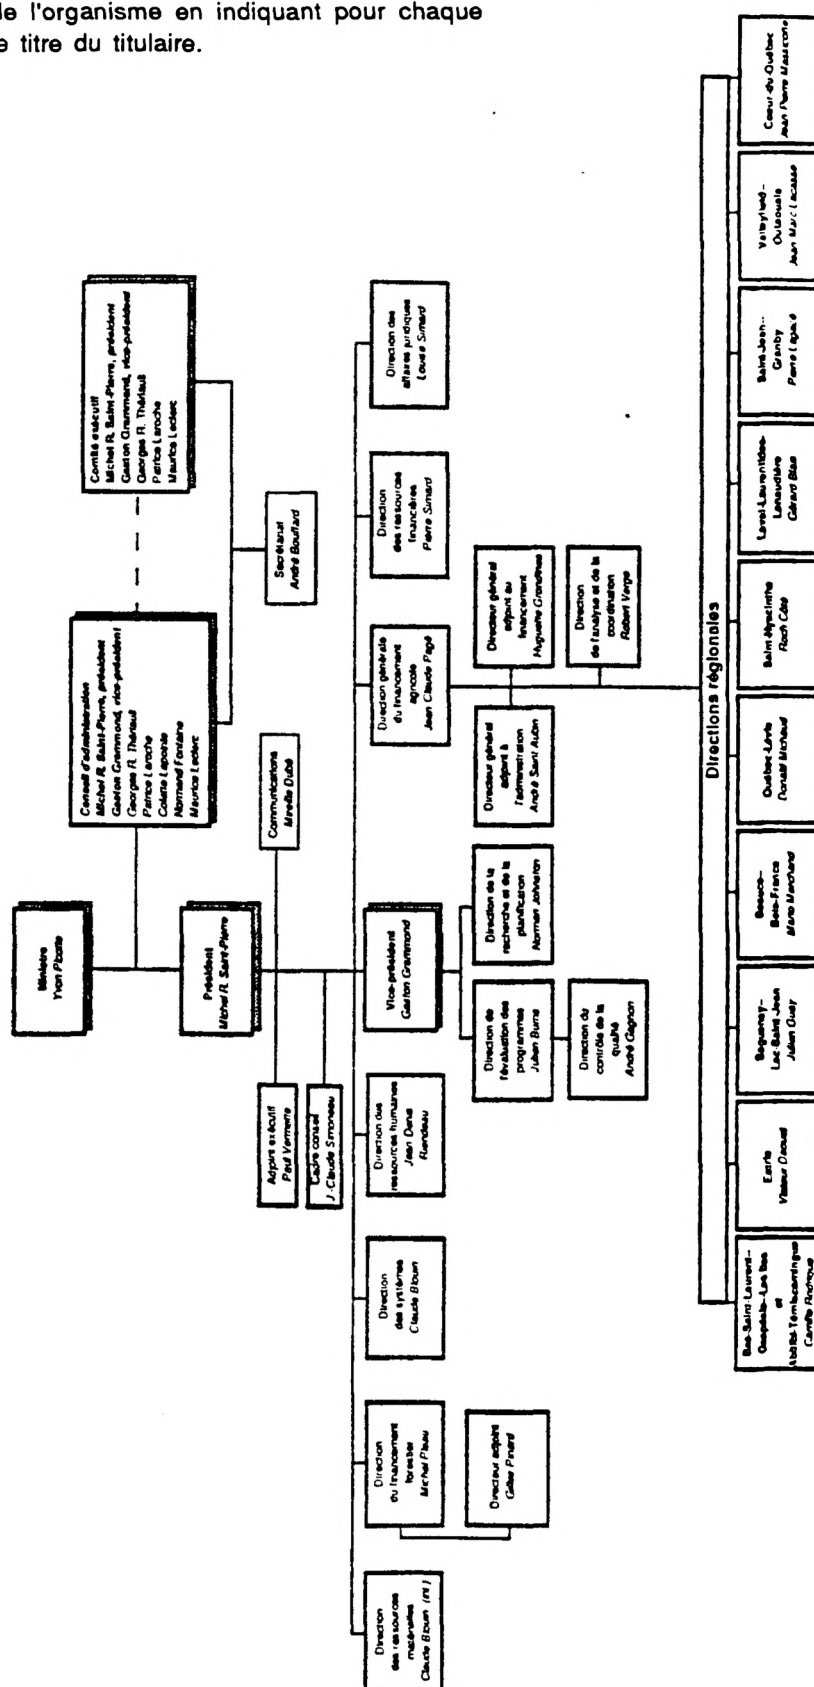 de l'organisme en indiquant pour chaque
e titre du titulaire.
Ministre
Yvon Picotte
Conseil d'administration
Michel R. Saint-Pierre, président
Gaston Grammond, vice-président
Georges R. Thériault
Patrice Laroche
Colette Lapointe
Normand Fontaine
Maurice Leclerc
Comité exécutif
Michel R. Saint-Pierre, président
Gaston Grammond, vice-président
Georges R. Thériault
Patrice Laroche
Maurice Leclerc
Président
Michel R. Saint-Pierre
Secrétariat
André Bouffard
Adjoint exécutif
Paul Vermette
Communications
Mireille Dubé
Cadre conseil
J.-Claude Simoneau
Direction
des ressources
matérielles
Claude Blouin (int.)
Direction
du financement
forestier
Michel Pleau
Direction
des systèmes
Claude Blouin
Direction des
ressources humaines
Jean Denis
Riendeau
Vice-président
Gaston Grammond
Direction générale
du financement
agricole
Jean Claude Pagé
Direction
des ressources
financières
Pierre Simard
Direction des
affaires juridiques
Louise Simard
Directeur adjoint
Gilles Pinard
Direction de
l'évaluation des
programmes
Julien Burns
Direction de la
recherche et de la
planification
Norman Johnston
Directeur général
adjoint à
l'administration
André Saint Aubin
Directeur général
adjoint au
financement
Huguette Grondines
Direction du
contrôle de la
qualité
André Gagnon
Direction
de l'analyse et de la
coordination
Robert Verge
Directions régionales
Bas-Saint-Laurent–
Gaspésie–Les Îles
et
Abitibi-Témiscamingue
Camille Rodrigue
Estrie
Viateur Daoust
Saguenay–
Lac-Saint Jean
Julien Ouay
Beauce–
Bois-Francs
Mario Marchand
Québec-Lévis
Donald Michaud
Saint-Hyacinthe
Roch Côté
Laval-Laurentides-
Lanaudière
Gérard Blais
Saint-Jean–
Granby
Pierre Lagacé
Valleyfield–
Outaouais
Jean Marc Lacasse
Coeur-du-Québec
Jean Pierre